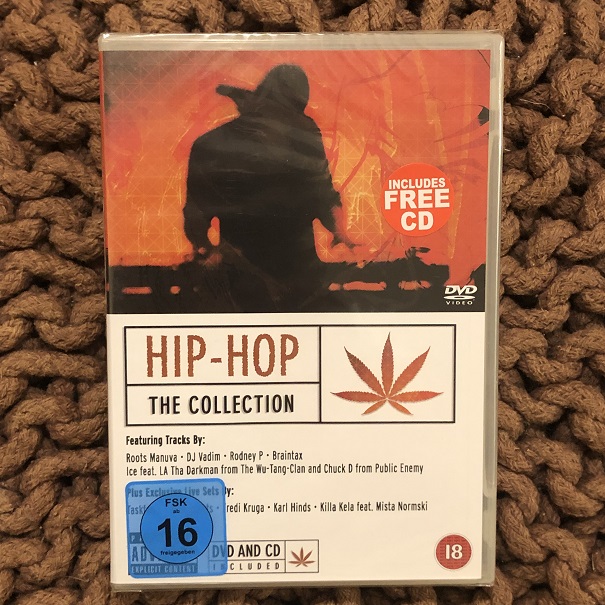 INCLUDES
FREE
CD
DVD
VIDEO
HIP-HOP
THE COLLECTION
Featuring Tracks By:
Roots Manuva • DJ Vadim • Rodney P • Braintax
Ice feat. LA Tha Darkman from The Wu-Tang-Clan and Chuck D from Public Enemy
Plus Exclusive Live Sets By:
Kruga • Karl Hinds • Killa Kela feat. Mista Normski
FSK
ab
16
freigegeben
EXPLICIT CONTENT
DVD AND CD
INCLUDED
18